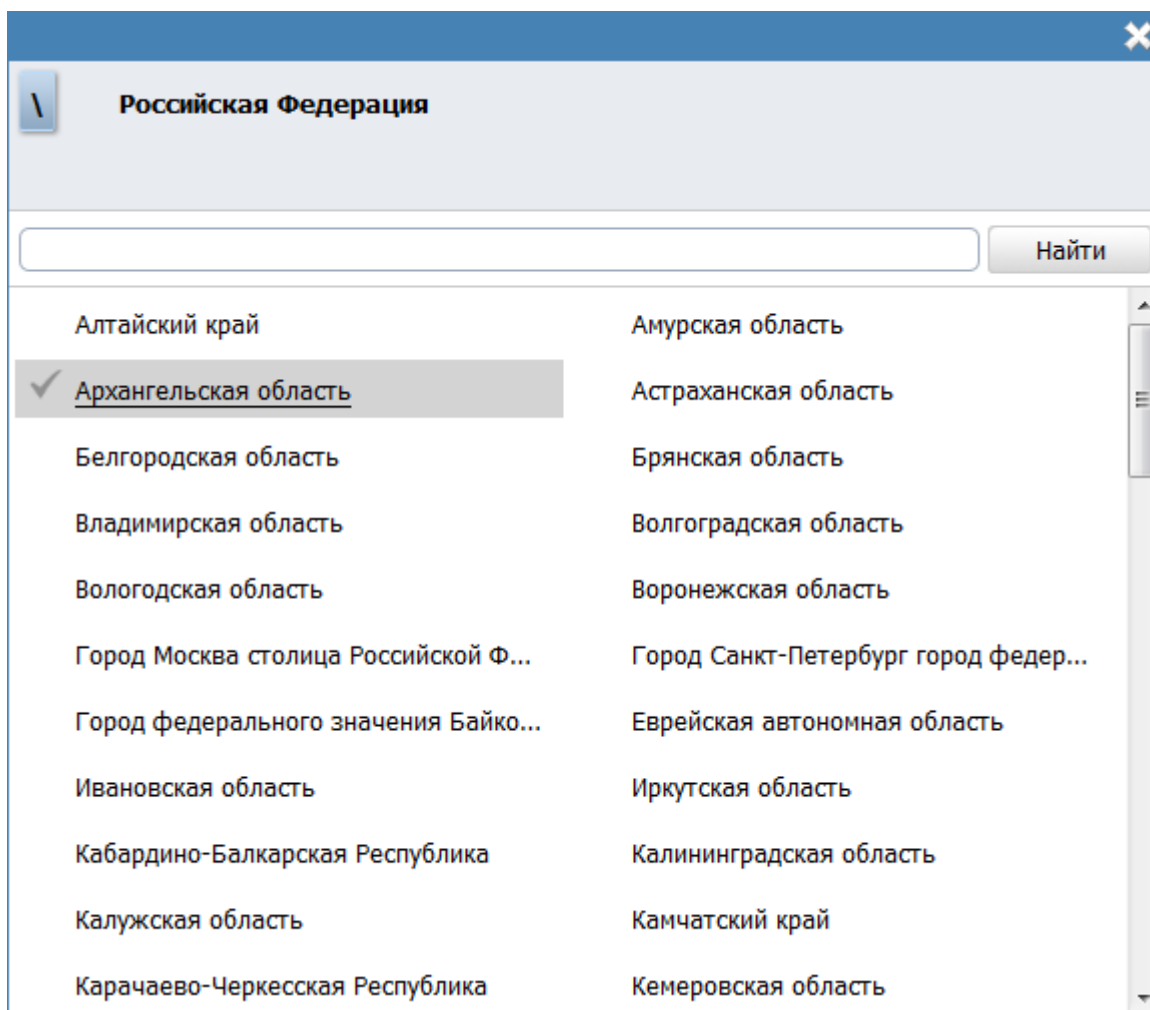 \
Российская Федерация
Найти
Алтайский край
Амурская область
Архангельская область
Астраханская область
Белгородская область
Брянская область
Владимирская область
Волгоградская область
Вологодская область
Воронежская область
Город Москва столица Российской Ф...
Город Санкт-Петербург город федер...
Город федерального значения Байко...
Еврейская автономная область
Ивановская область
Иркутская область
Кабардино-Балкарская Республика
Калининградская область
Калужская область
Камчатский край
Карачаево-Черкесская Республика
Кемеровская область